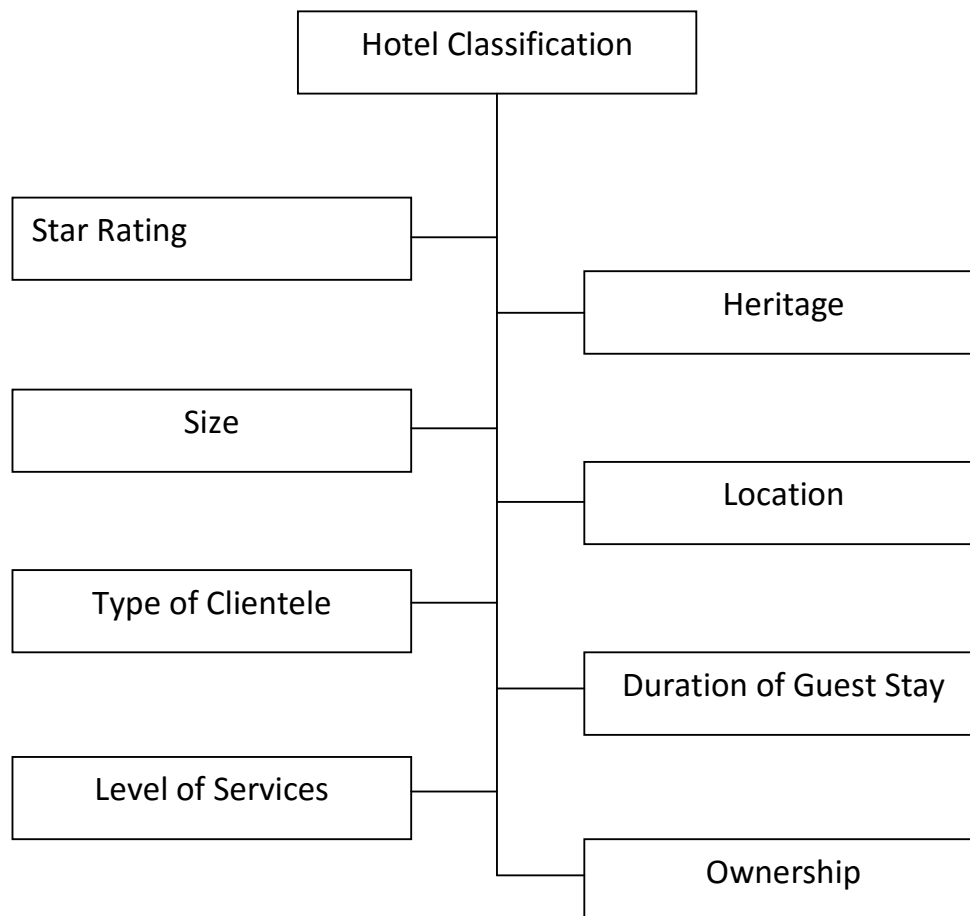 Hotel Classification
Star Rating
Heritage
Size
Location
Type of Clientele
Duration of Guest Stay
Level of Services
Ownership